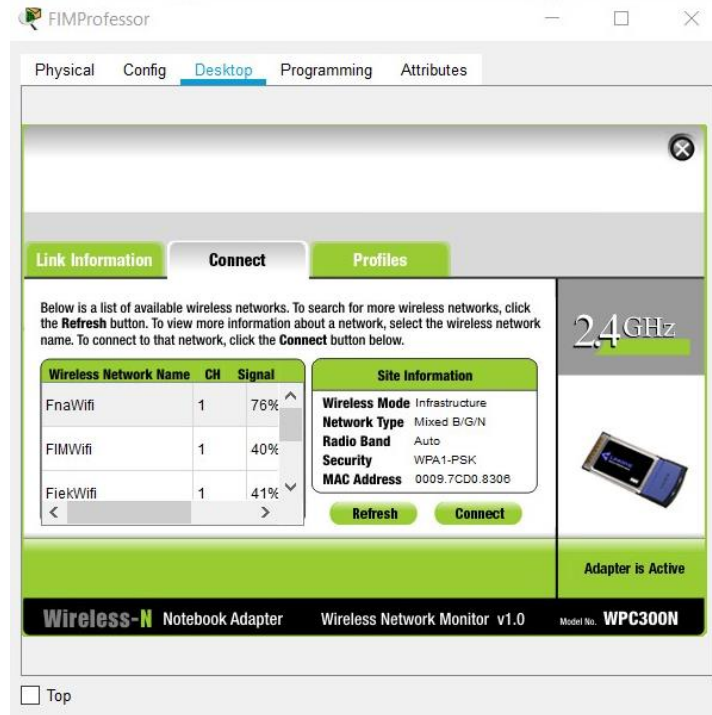 FIMProfessor
Physical Config Desktop Programming Attributes
Link Information Connect Profiles
Below is a list of available wireless networks. To search for more wireless networks, click
the Refresh button. To view more information about a network, select the wireless network
name. To connect to that network, click the Connect button below.
2.4GHz
Wireless Network Name CH Signal
FnaWifi 1 76%
FIMWifi 1 40%
FiekWifi 1 41%
Site Information
Wireless Mode Infrastructure
Network Type Mixed B/G/N
Radio Band Auto
Security WPA1-PSK
MAC Address 0009.7CD0.8306
Refresh Connect
Adapter is Active
Wireless-N Notebook Adapter Wireless Network Monitor v1.0 Model No. WPC300N
Top